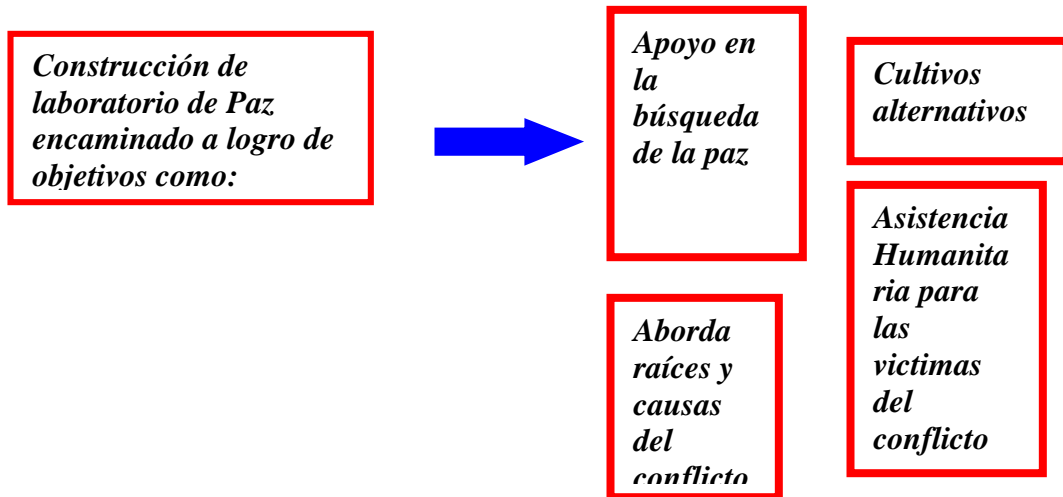 Construcción de
laboratorio de Paz
encaminado a logro de
objetivos como:
Apoyo en
la
búsqueda
de la paz
Cultivos
alternativos
Aborda
raíces y
causas
del
conflicto
Asistencia
Humanita
ria para
las
victimas
del
conflicto